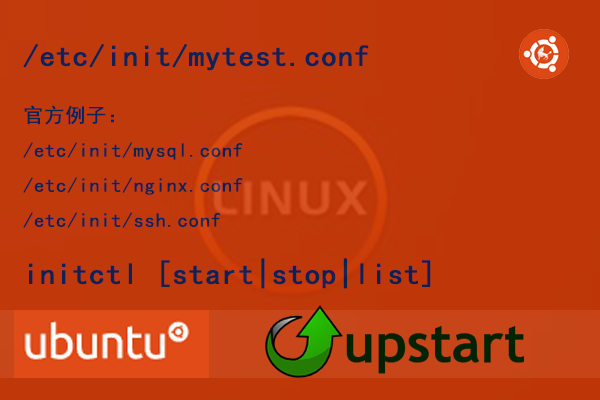 /etc/init/mytest.conf
官方例子：
/etc/init/mysql.conf
/etc/init/nginx.conf
/etc/init/ssh.conf
LINUX
initctl [start|stop|list]
ubuntu
upstart